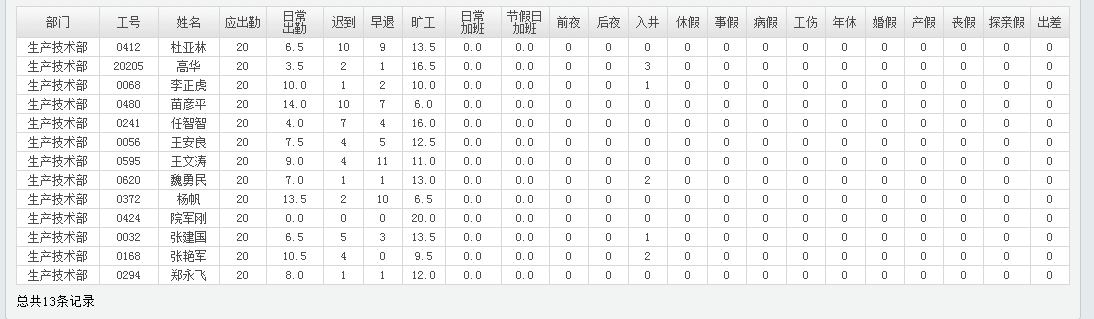 部门 工号 姓名 应出勤 日常出勤 迟到 早退 旷工 日常加班 节假日加班 前夜 后夜 入井 休假 事假 病假 工伤 年休 婚假 产假 丧假 探亲假 出差
生产技术部 0412 杜亚林 20 6.5 10 9 13.5 0.0 0.0 0 0 0 0 0 0 0 0 0 0 0 0 0
生产技术部 20205 高华 20 3.5 2 1 16.5 0.0 0.0 0 0 3 0 0 0 0 0 0 0 0 0 0
生产技术部 0068 李正虎 20 10.0 1 2 10.0 0.0 0.0 0 0 1 0 0 0 0 0 0 0 0 0 0
生产技术部 0480 苗彦平 20 14.0 10 7 6.0 0.0 0.0 0 0 0 0 0 0 0 0 0 0 0 0 0
生产技术部 0241 任智智 20 4.0 7 4 16.0 0.0 0.0 0 0 0 0 0 0 0 0 0 0 0 0 0
生产技术部 0056 王安良 20 7.5 4 5 12.5 0.0 0.0 0 0 0 0 0 0 0 0 0 0 0 0 0
生产技术部 0595 王文涛 20 9.0 4 11 11.0 0.0 0.0 0 0 0 0 0 0 0 0 0 0 0 0 0
生产技术部 0620 魏勇民 20 7.0 1 1 13.0 0.0 0.0 0 0 2 0 0 0 0 0 0 0 0 0 0
生产技术部 0372 杨帆 20 13.5 2 10 6.5 0.0 0.0 0 0 0 0 0 0 0 0 0 0 0 0 0
生产技术部 0424 院军刚 20 0.0 0 0 20.0 0.0 0.0 0 0 0 0 0 0 0 0 0 0 0 0 0
生产技术部 0032 张建国 20 6.5 5 3 13.5 0.0 0.0 0 0 1 0 0 0 0 0 0 0 0 0 0
生产技术部 0168 张艳军 20 10.5 4 0 9.5 0.0 0.0 0 0 2 0 0 0 0 0 0 0 0 0 0
生产技术部 0294 郑永飞 20 8.0 1 1 12.0 0.0 0.0 0 0 0 0 0 0 0 0 0 0 0 0 0
总共13条记录